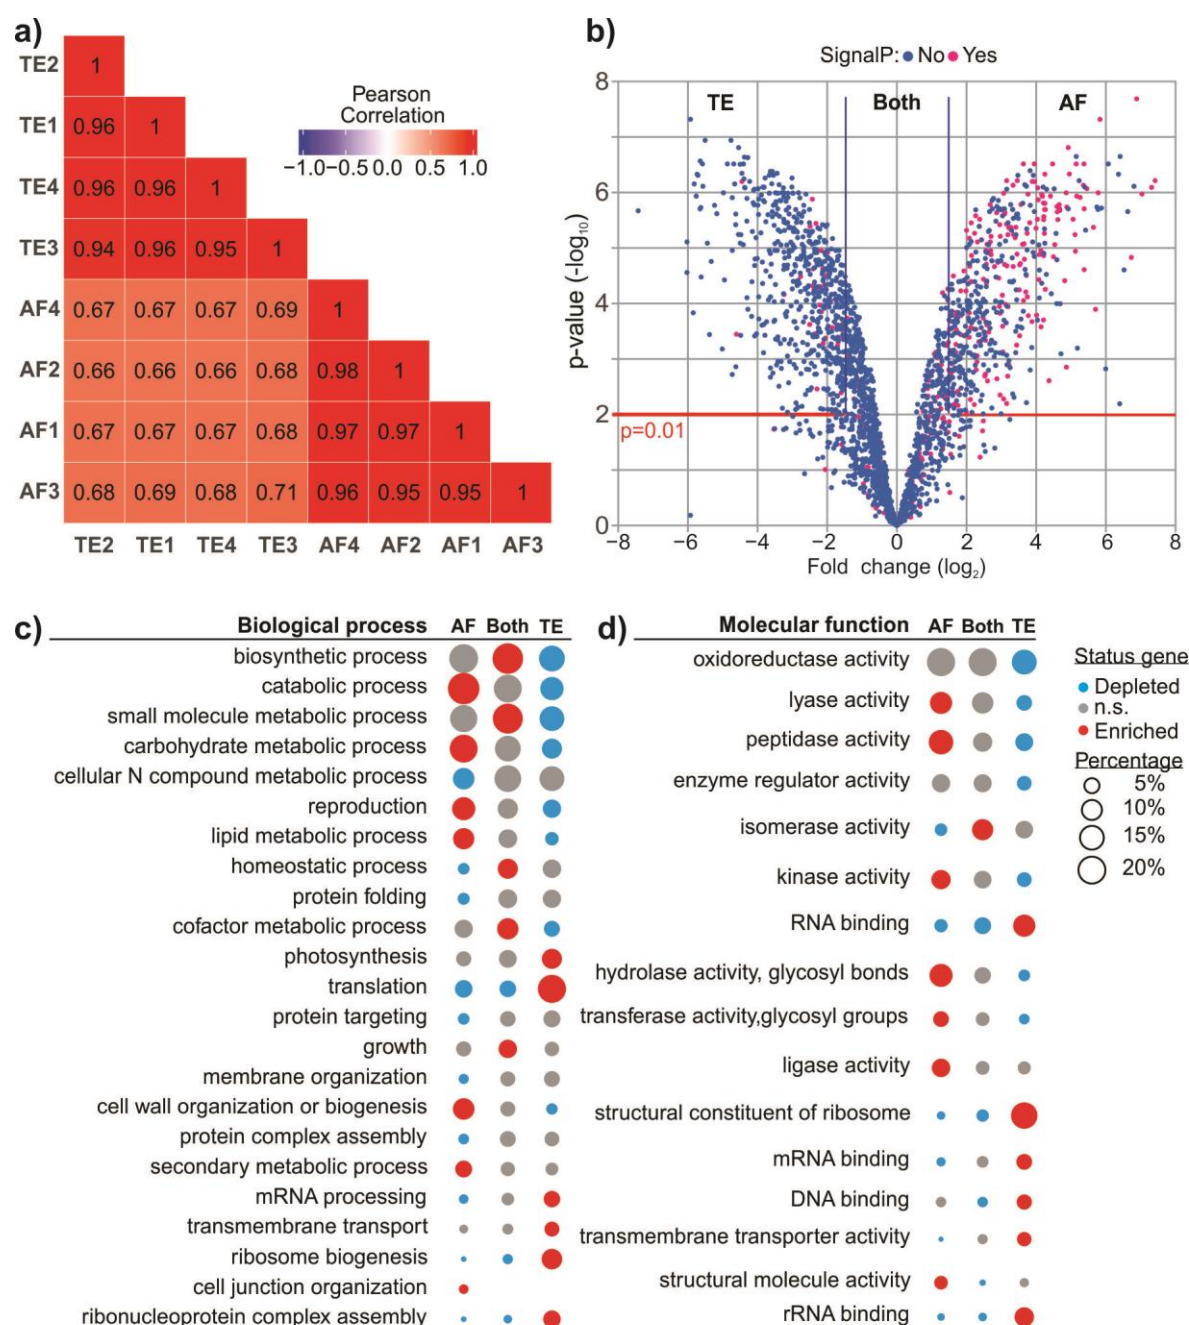 a)
TE2 1
TE1 0.96 1
TE4 0.96 0.96 1
TE3 0.94 0.96 0.95 1
AF4 0.67 0.67 0.67 0.69 1
AF2 0.66 0.66 0.66 0.68 0.98 1
AF1 0.67 0.67 0.67 0.68 0.97 0.97 1
AF3 0.68 0.69 0.68 0.71 0.96 0.95 0.95 1
TE2 TE1 TE4 TE3 AF4 AF2 AF1 AF3
Pearson
Correlation
−1.0 −0.5 0.0 0.5 1.0
b)
SignalP: No Yes
TE Both AF
8
6
4
2
0
p-value (-log10)
p=0.01
−8 −6 −4 −2 0 2 4 6 8
Fold change (log2)
c)
Biological process AF Both TE
biosynthetic process
catabolic process
small molecule metabolic process
carbohydrate metabolic process
cellular N compound metabolic process
reproduction
lipid metabolic process
homeostatic process
protein folding
cofactor metabolic process
photosynthesis
translation
protein targeting
growth
membrane organization
cell wall organization or biogenesis
protein complex assembly
secondary metabolic process
mRNA processing
transmembrane transport
ribosome biogenesis
cell junction organization
ribonucleoprotein complex assembly
d)
Molecular function AF Both TE
oxidoreductase activity
lyase activity
peptidase activity
enzyme regulator activity
isomerase activity
kinase activity
RNA binding
hydrolase activity, glycosyl bonds
transferase activity,glycosyl groups
ligase activity
structural constituent of ribosome
mRNA binding
DNA binding
transmembrane transporter activity
structural molecule activity
rRNA binding
Status gene
Depleted
n.s.
Enriched
Percentage
5%
10%
15%
20%